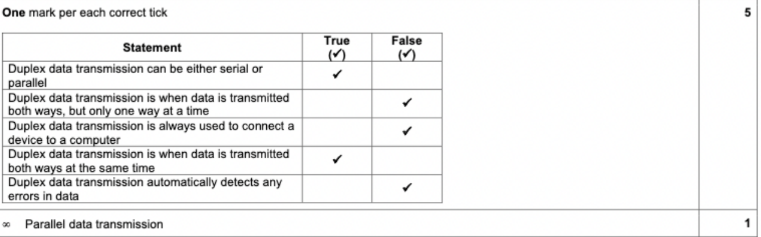 One mark per each correct tick 5
Statement True (✓) False (✓)
Duplex data transmission can be either serial or ✓
parallel
Duplex data transmission is when data is transmitted ✓
both ways, but only one way at a time
Duplex data transmission is always used to connect a ✓
device to a computer
Duplex data transmission is when data is transmitted ✓
both ways at the same time
Duplex data transmission automatically detects any ✓
errors in data
∞ Parallel data transmission 1